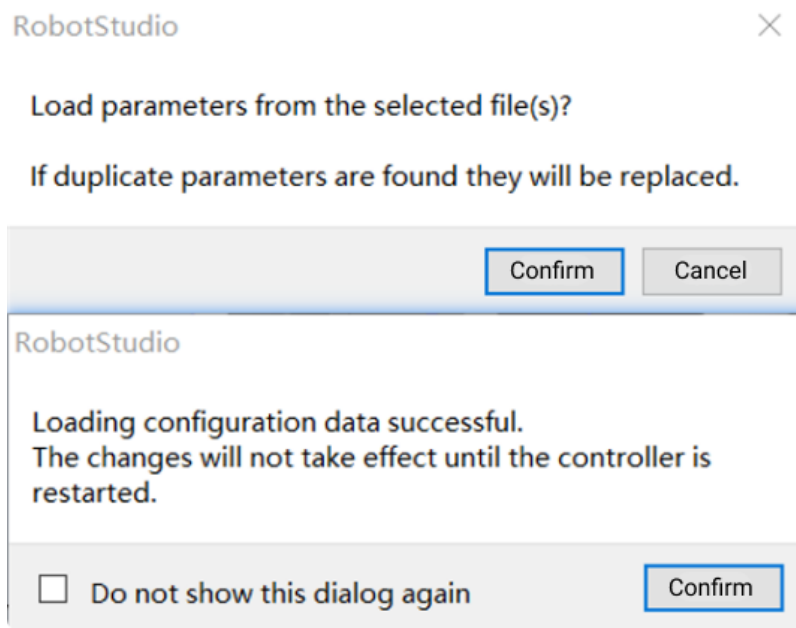 RobotStudio
Load parameters from the selected file(s)?
If duplicate parameters are found they will be replaced.
Confirm
Cancel
RobotStudio
Loading configuration data successful.
The changes will not take effect until the controller is
restarted.
Do not show this dialog again
Confirm